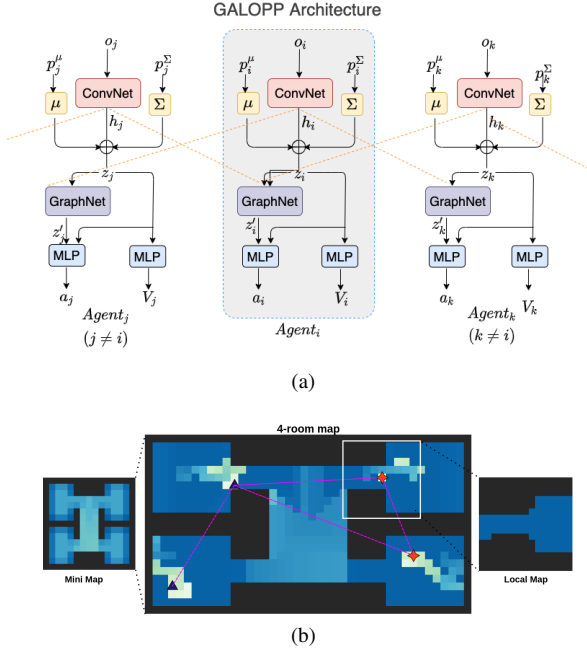 GALOPP Architecture
o_j o_i o_k
p_j^μ p_j^Σ p_i^μ p_i^Σ p_k^μ p_k^Σ
μ ConvNet Σ μ ConvNet Σ μ ConvNet Σ
h_j h_i h_k
z_j z_i z_k
GraphNet GraphNet GraphNet
z'_j z'_i z'_k
MLP MLP MLP MLP MLP MLP
a_j V_j a_i V_i a_k V_k
Agent_j Agent_i Agent_k
(j ≠ i) (k ≠ i)
(a)
4-room map
Mini Map Local Map
(b)